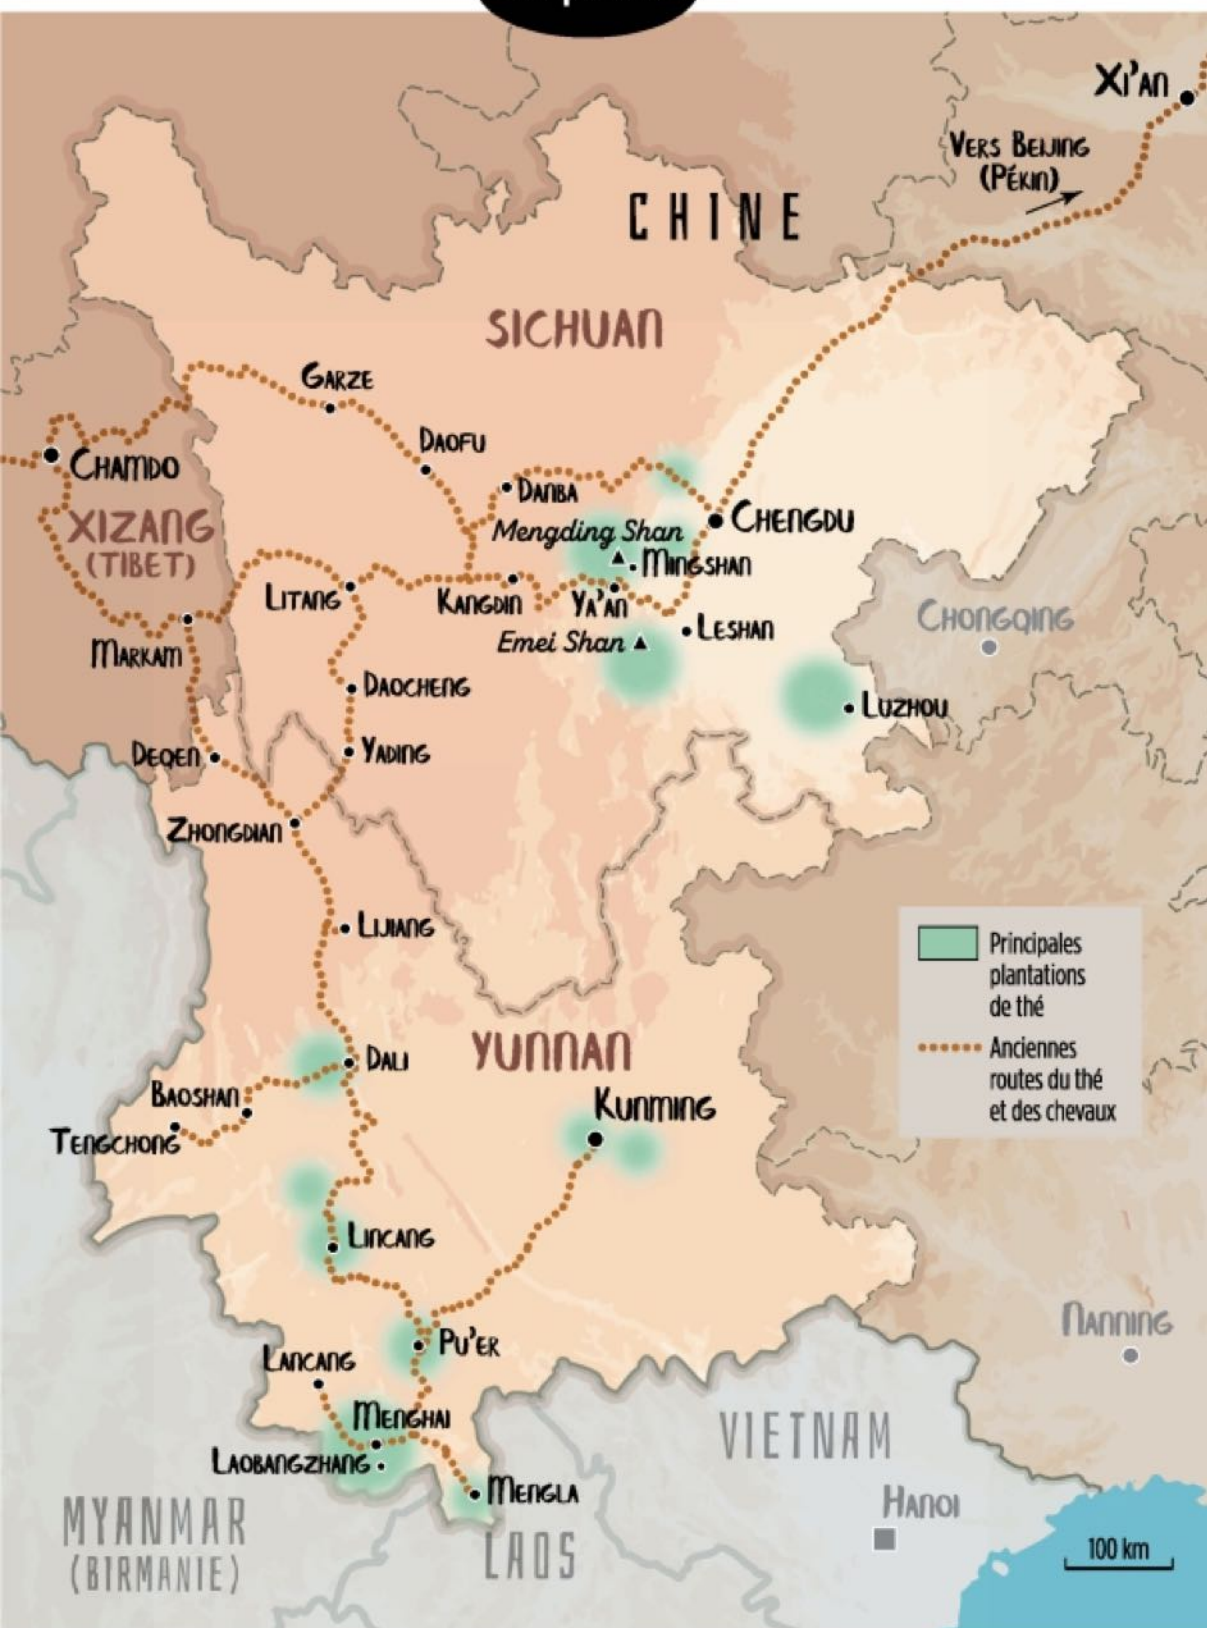 Xi'an
Vers Beijing
(Pékin)
CHINE
SICHUAN
Garze
Daofu
Chamdo
Danba
XIZANG
(TIBET)
Mengding Shan
Chengdu
Mingshan
Litang
Kangdin
Ya'an
Chongqing
Emei Shan
Leshan
Markam
Daocheng
Luzhou
Deqen
Yading
Zhongdian
Lijiang
Principales
plantations
de thé
Anciennes
routes du thé
et des chevaux
YUNNAN
Dali
Baoshan
Kunming
Tengchong
Lincang
Nanning
Pu'er
Lancang
Menghai
VIETNAM
Laobangzhang
Mengla
Hanoi
MYANMAR
(BIRMANIE)
LAOS
100 km